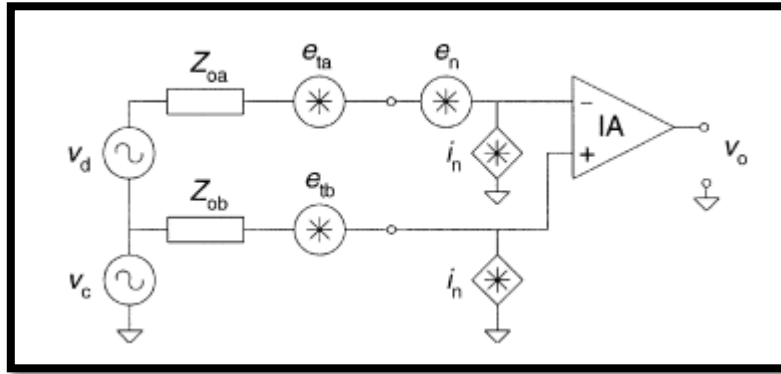 Z_oa e_ta e_n
− IA
v_d i_n + v_o
Z_ob e_tb
v_c i_n